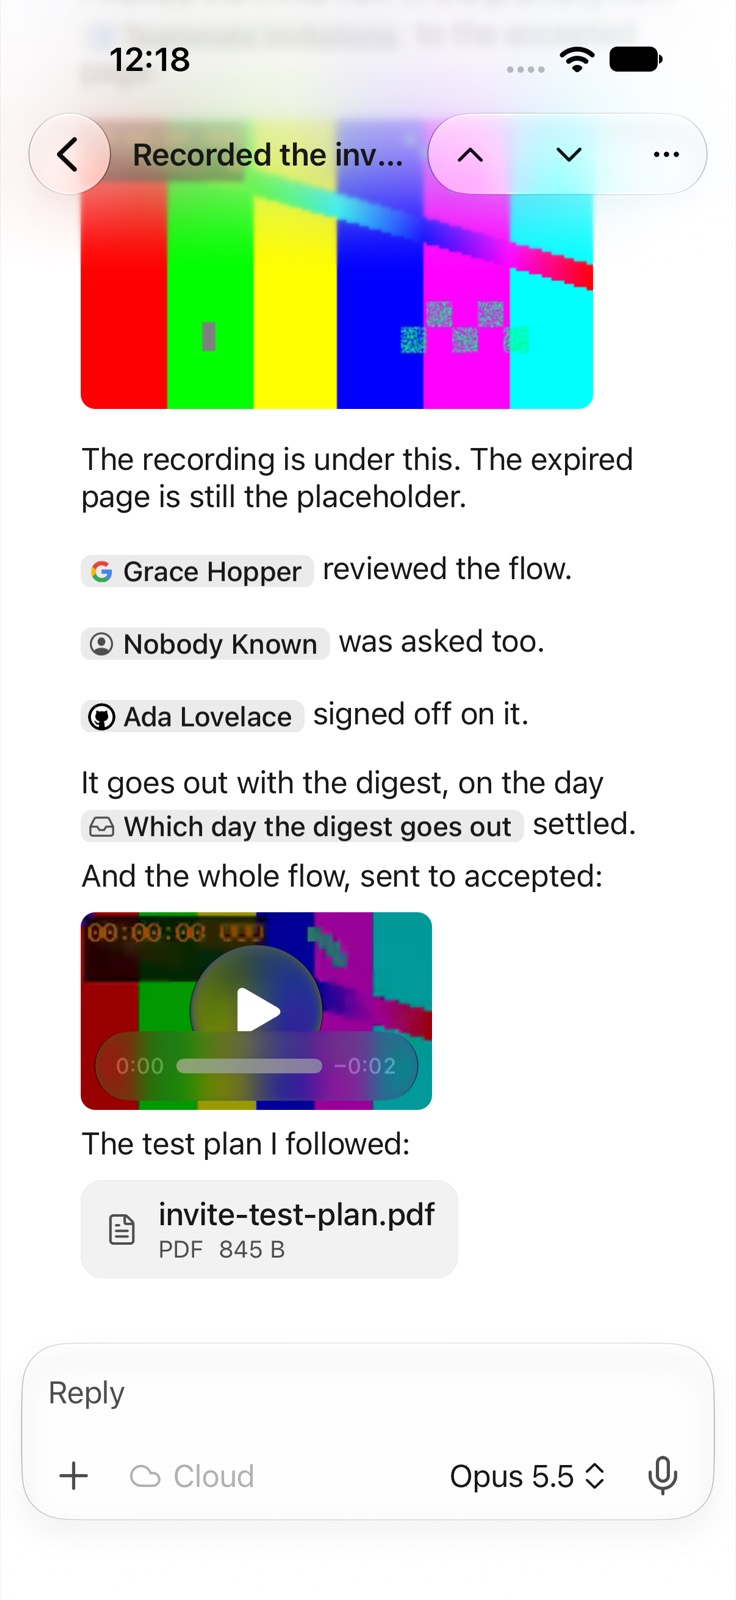 12:18
Recorded the inv...
The recording is under this. The expired
page is still the placeholder.
Grace Hopper reviewed the flow.
Nobody Known was asked too.
Ada Lovelace signed off on it.
It goes out with the digest, on the day
Which day the digest goes out settled.
And the whole flow, sent to accepted:
00:00:00
0:00 −0:02
The test plan I followed:
invite-test-plan.pdf
PDF 845 B
Reply
Cloud Opus 5.5